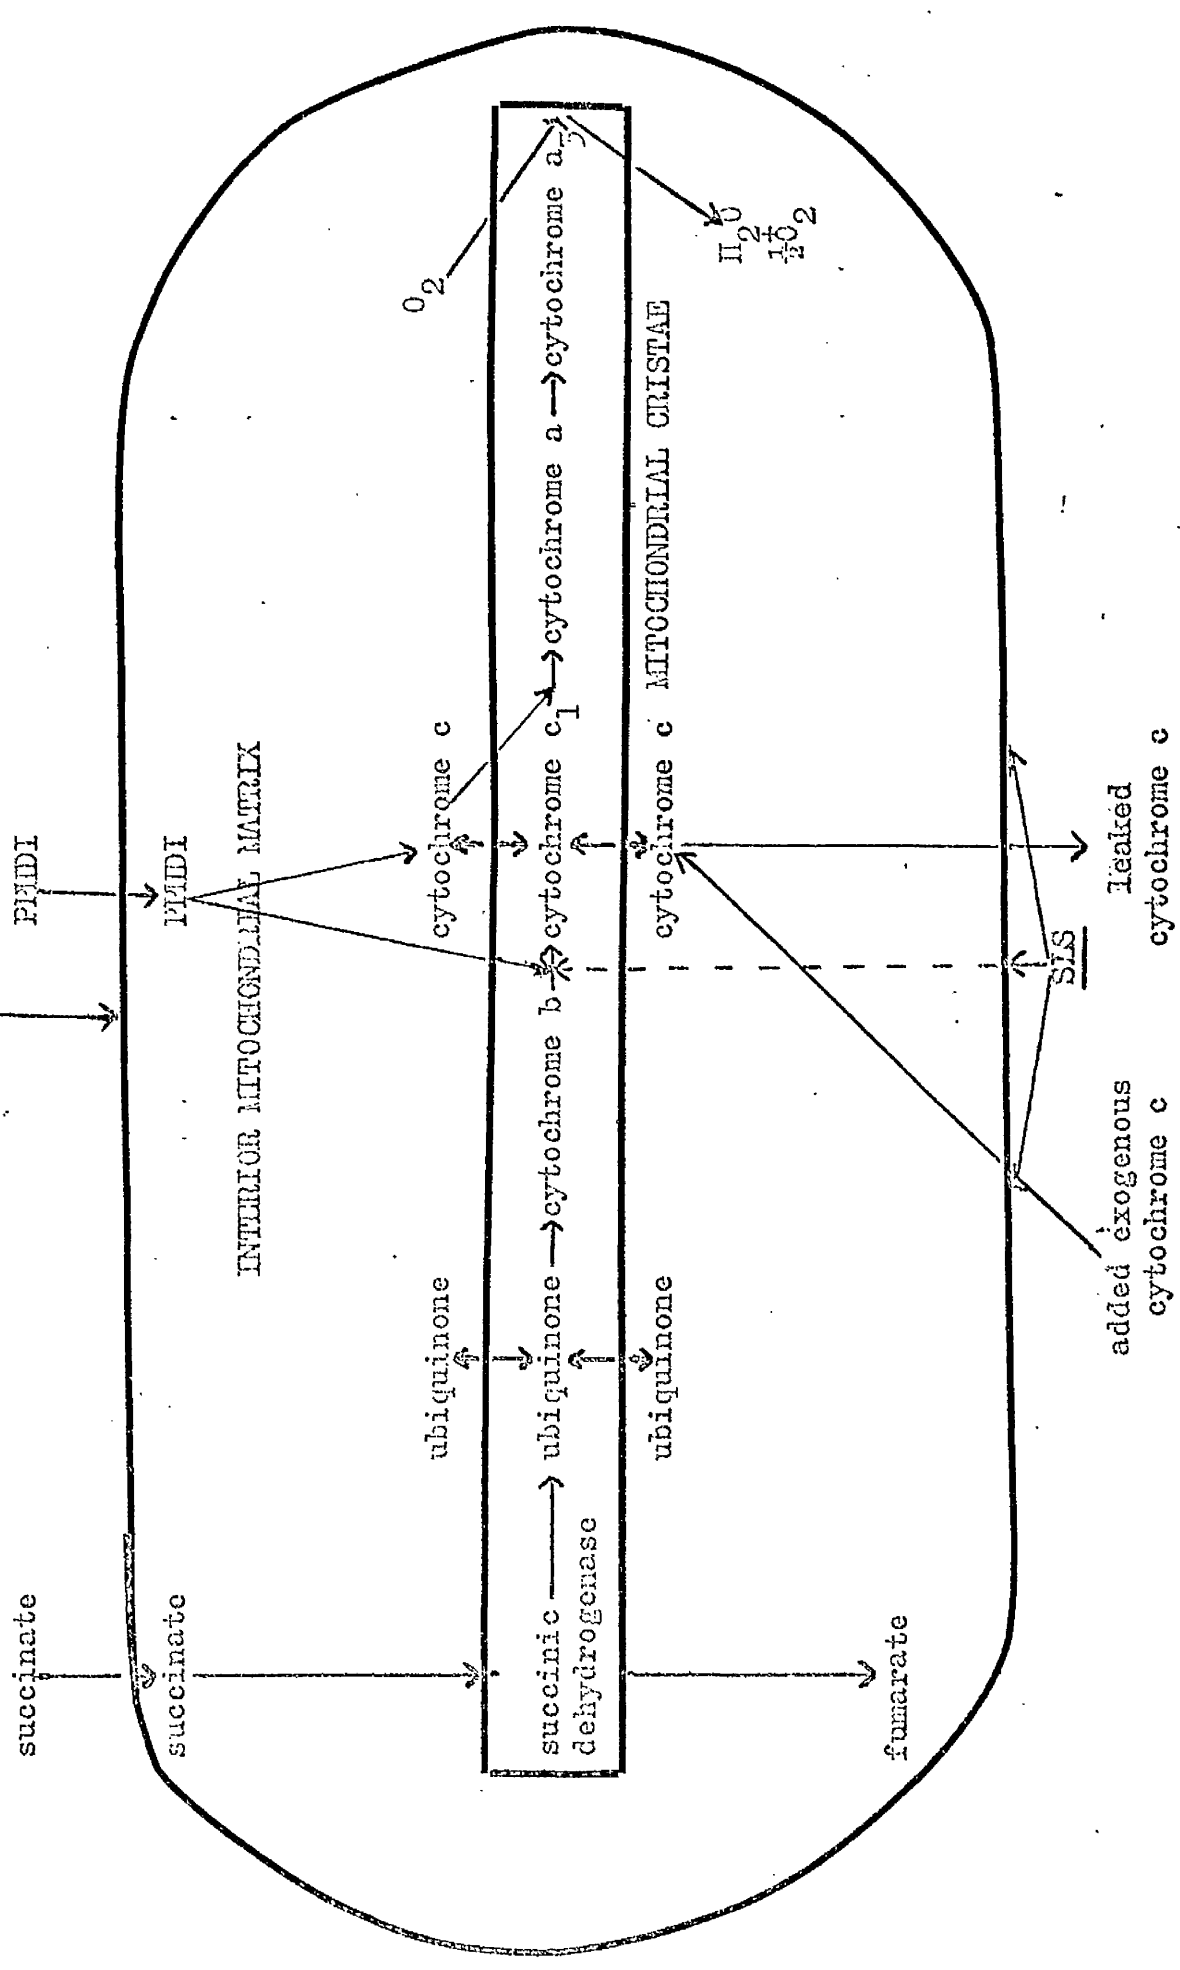 succinate
PMDI
succinate
PMDI
INTERIOR MITOCHONDRIAL MATRIX
ubiquinone
cytochrome c
O2
succinic
dehydrogenase
ubiquinone
cytochrome b
cytochrome c1
cytochrome a
cytochrome a3
ubiquinone
cytochrome c
MITOCHONDRIAL CRISTAE
H2O
+
½O2
fumarate
SLS
added exogenous
cytochrome c
leaked
cytochrome c